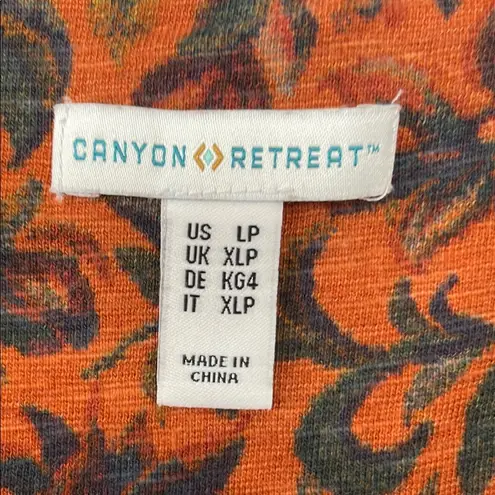 CANYON RETREAT™
US LP
UK XLP
DE KG4
IT XLP
MADE IN
CHINA